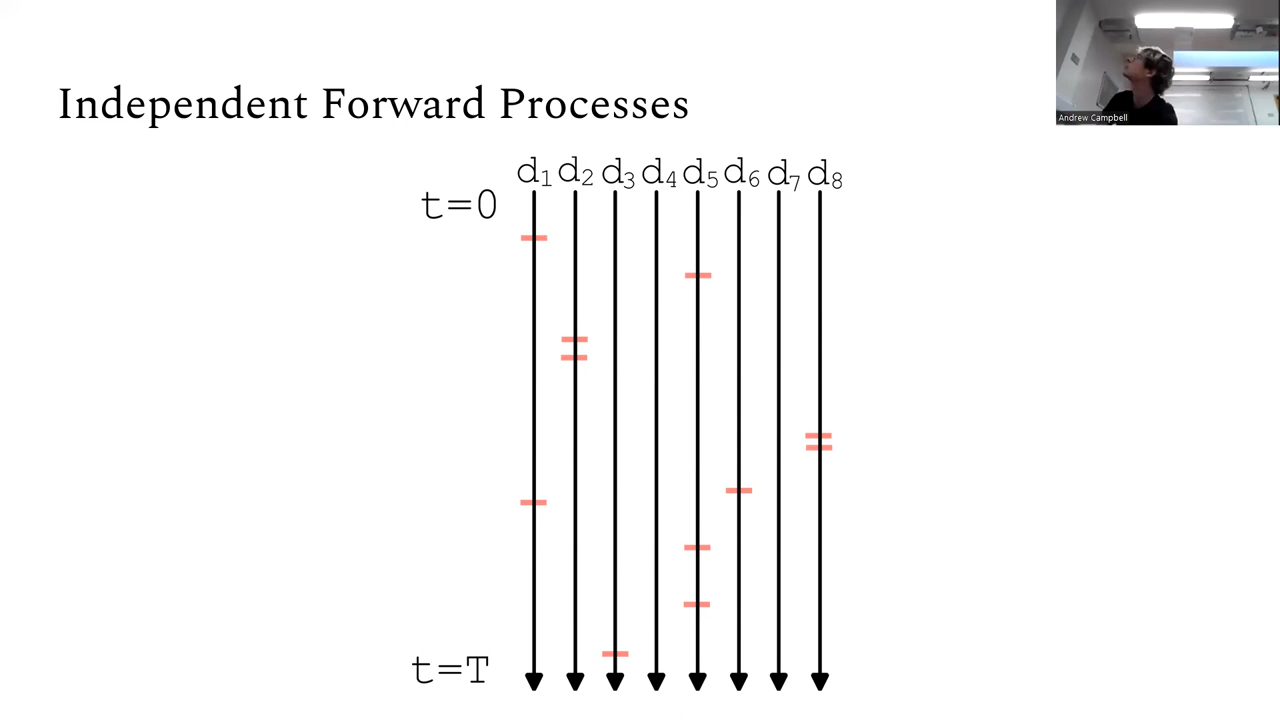 Independent Forward Processes
Andrew Campbell
d₁ d₂ d₃ d₄ d₅ d₆ d₇ d₈
t=0
t=T